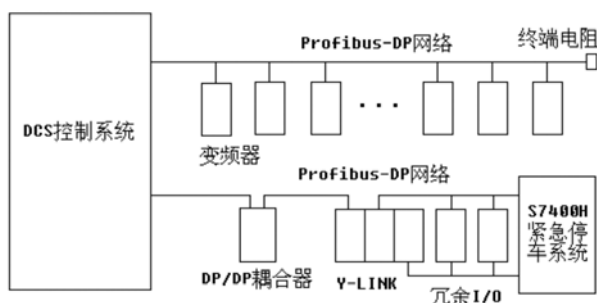 Profibus-DP网络
终端电阻
DCS控制系统
变频器
Profibus-DP网络
S7400H
紧急停
车系统
DP/DP耦合器
Y-LINK
冗余I/O